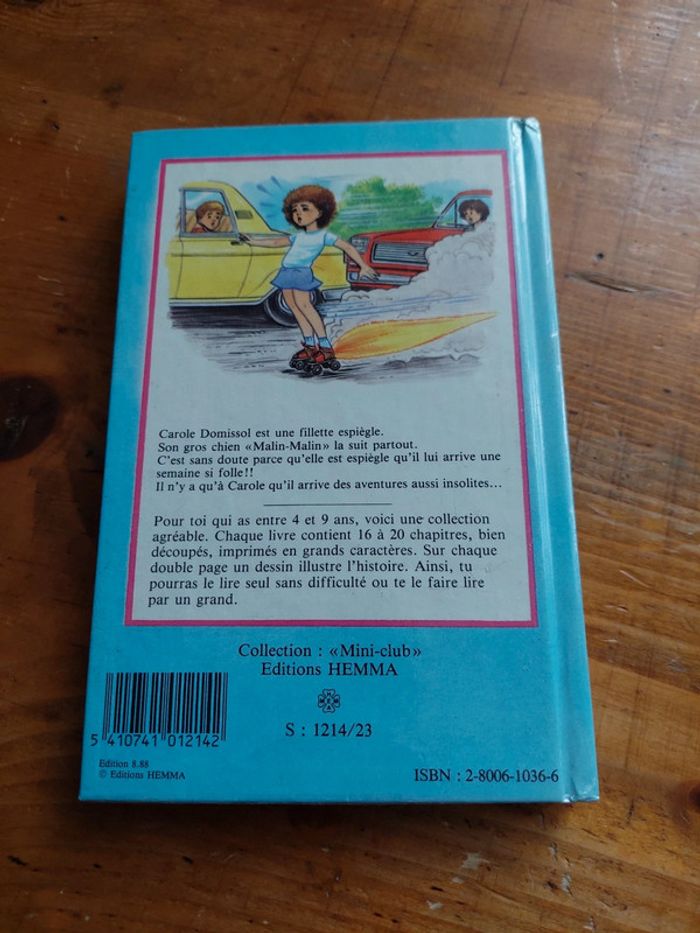 Carole Domissol est une fillette espiègle.
Son gros chien «Malin-Malin» la suit partout.
C'est sans doute parce qu'elle est espiègle qu'il lui arrive une
semaine si folle!!
Il n'y a qu'à Carole qu'il arrive des aventures aussi insolites...
Pour toi qui as entre 4 et 9 ans, voici une collection
agréable. Chaque livre contient 16 à 20 chapitres, bien
découpés, imprimés en grands caractères. Sur chaque
double page un dessin illustre l'histoire. Ainsi, tu
pourras le lire seul sans difficulté ou te le faire lire
par un grand.
Collection : «Mini-club»
Editions HEMMA
S : 1214/23
5 410741 012142
Edition 8.88
© Editions HEMMA
ISBN : 2-8006-1036-6